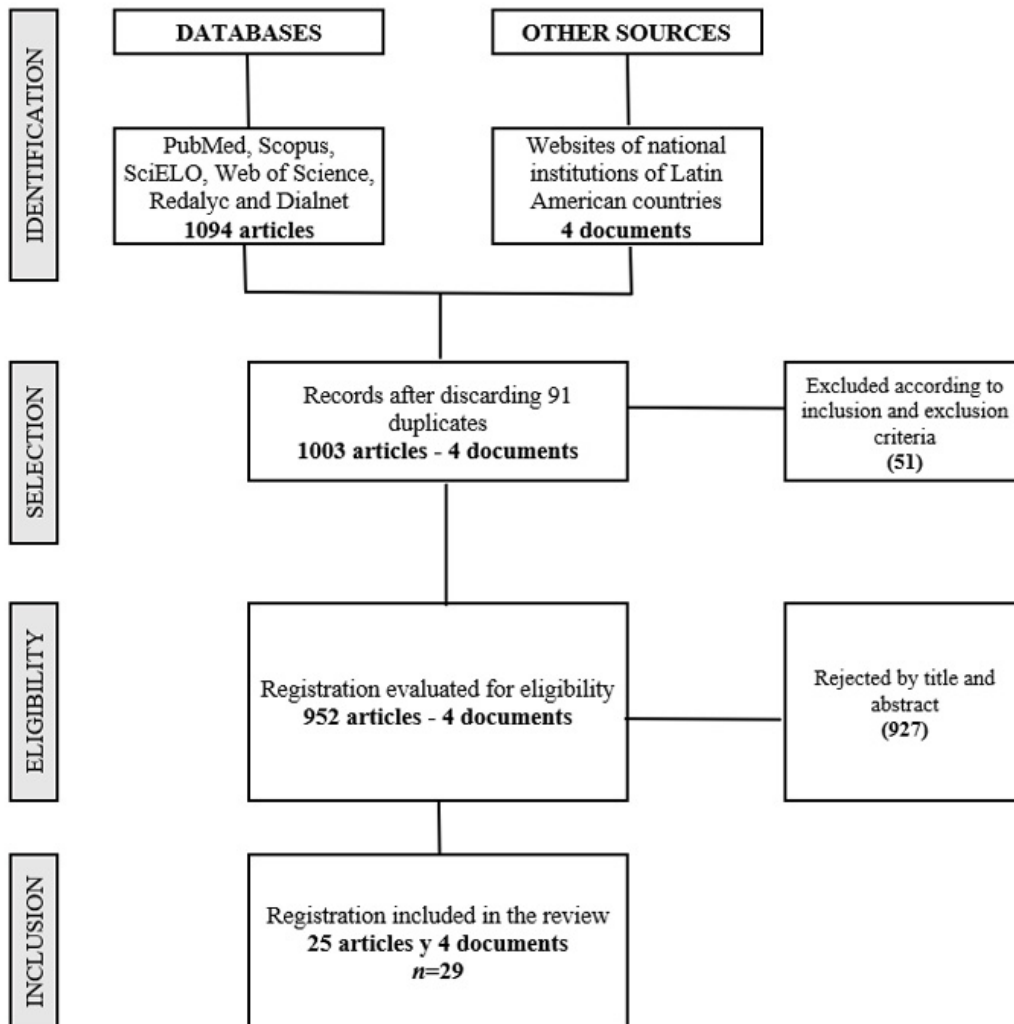 IDENTIFICATION
DATABASES
PubMed, Scopus,
SciELO, Web of Science,
Redalyc and Dialnet
1094 articles
OTHER SOURCES
Websites of national
institutions of Latin
American countries
4 documents
SELECTION
Records after discarding 91
duplicates
1003 articles - 4 documents
Excluded according to
inclusion and exclusion
criteria
(51)
ELIGIBILITY
Registration evaluated for eligibility
952 articles - 4 documents
Rejected by title and
abstract
(927)
INCLUSION
Registration included in the review
25 articles y 4 documents
n=29